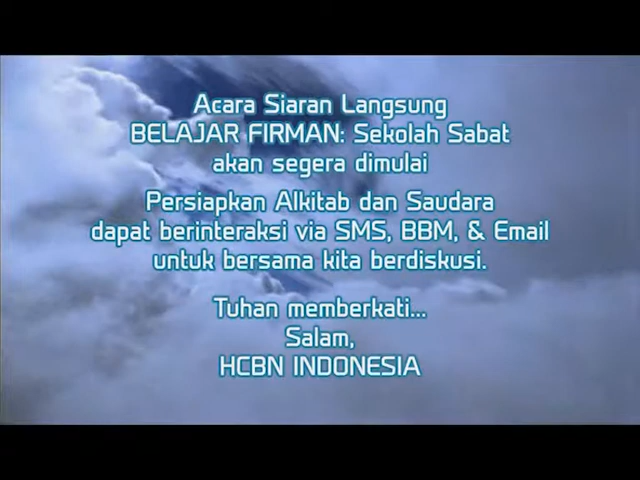 Acara Siaran Langsung
BELAJAR FIRMAN: Sekolah Sabat
akan segera dimulai
Persiapkan Alkitab dan Saudara
dapat berinteraksi via SMS, BBM, & Email
untuk bersama kita berdiskusi.
Tuhan memberkati...
Salam,
HCBN INDONESIA